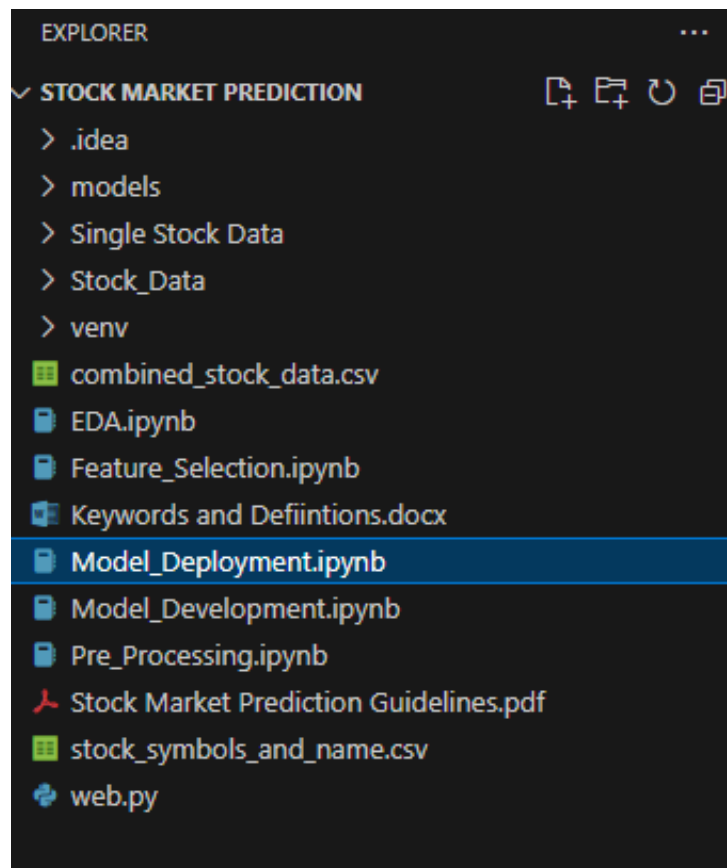 EXPLORER
STOCK MARKET PREDICTION
.idea
models
Single Stock Data
Stock_Data
venv
combined_stock_data.csv
EDA.ipynb
Feature_Selection.ipynb
Keywords and Defiintions.docx
Model_Deployment.ipynb
Model_Development.ipynb
Pre_Processing.ipynb
Stock Market Prediction Guidelines.pdf
stock_symbols_and_name.csv
web.py